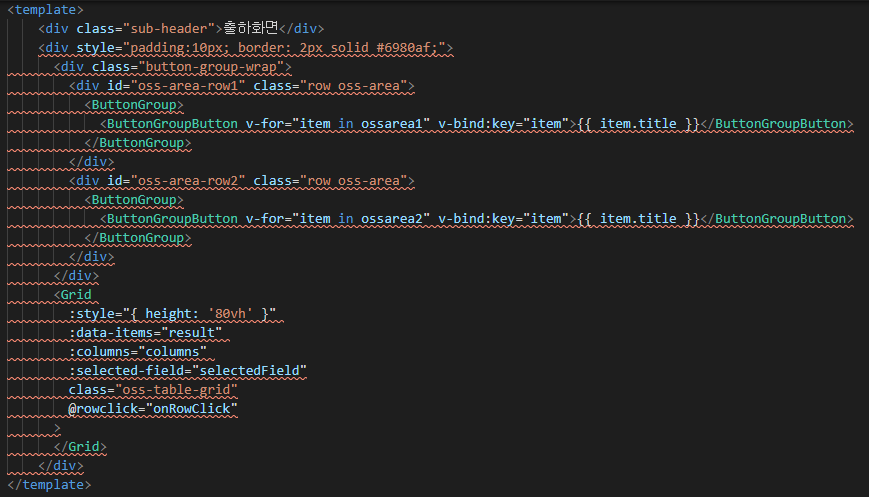 <template>
<div class="sub-header">출하화면</div>
<div style="padding:10px; border: 2px solid #6980af;">
<div class="button-group-wrap">
<div id="oss-area-row1" class="row oss-area">
<ButtonGroup>
<ButtonGroupButton v-for="item in ossarea1" v-bind:key="item">{{ item.title }}</ButtonGroupButton>
</ButtonGroup>
</div>
<div id="oss-area-row2" class="row oss-area">
<ButtonGroup>
<ButtonGroupButton v-for="item in ossarea2" v-bind:key="item">{{ item.title }}</ButtonGroupButton>
</ButtonGroup>
</div>
</div>
<Grid
:style="{ height: '80vh' }"
:data-items="result"
:columns="columns"
:selected-field="selectedField"
class="oss-table-grid"
@rowclick="onRowClick"
>
</Grid>
</div>
</template>